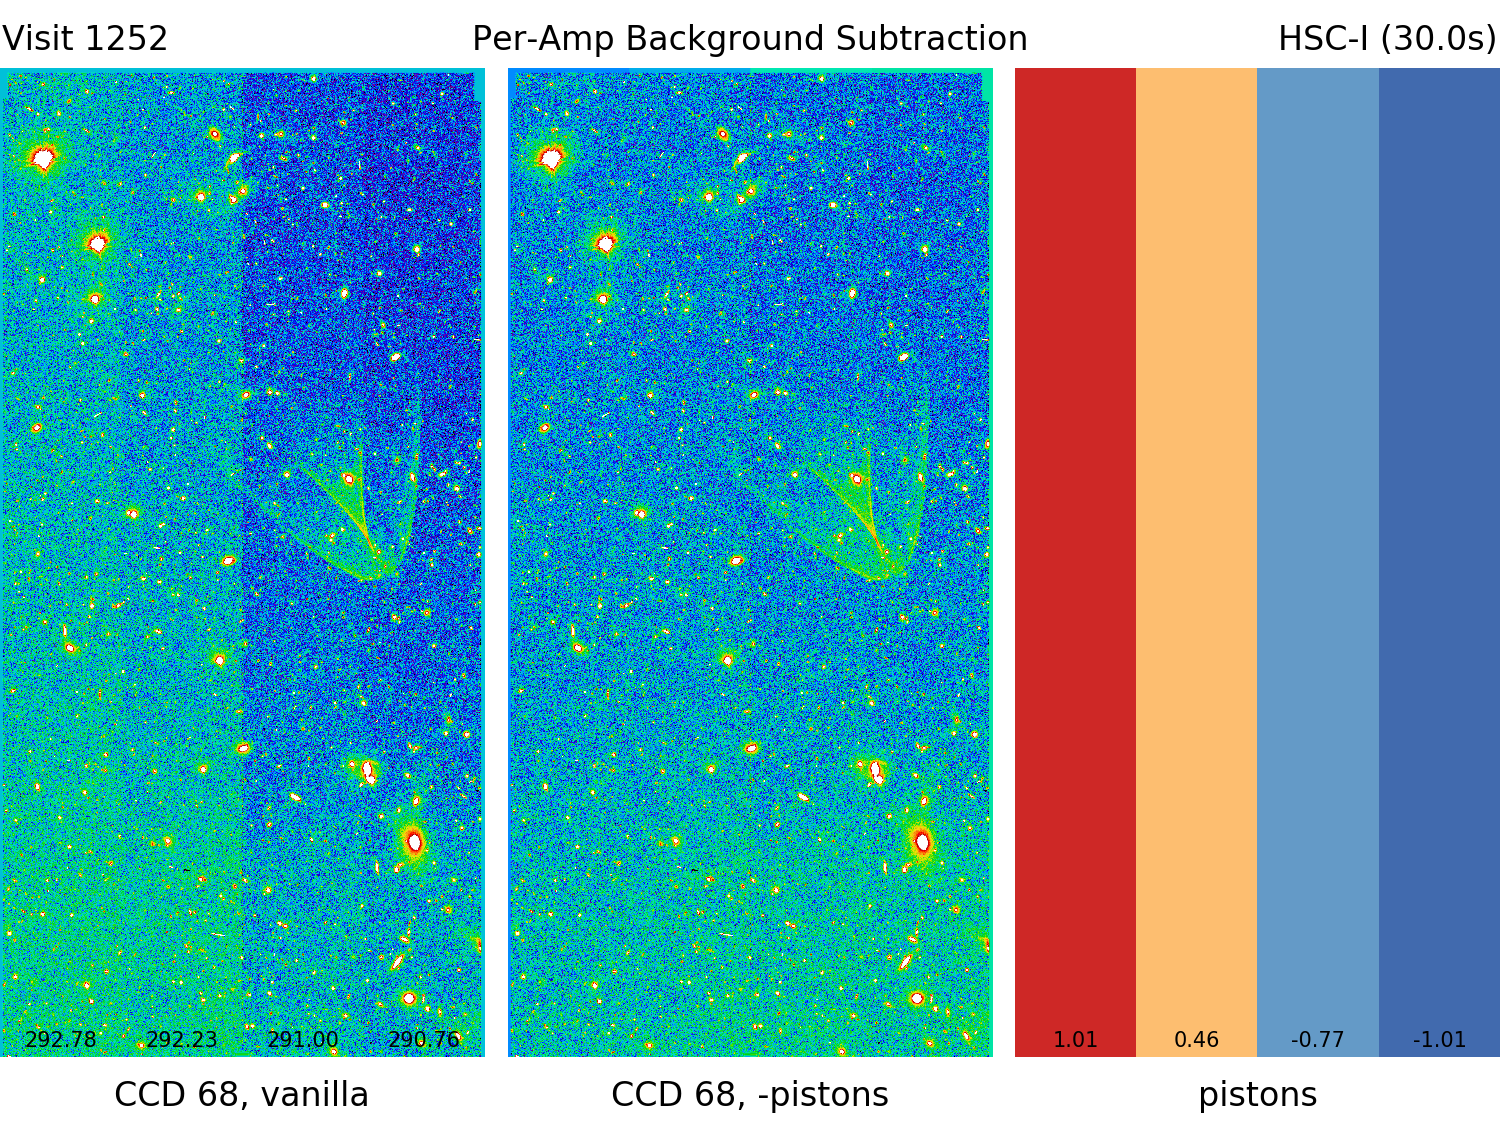 Visit 1252 Per-Amp Background Subtraction HSC-I (30.0s)
292.78 292.23 291.00 290.76 1.01 0.46 -0.77 -1.01
CCD 68, vanilla CCD 68, -pistons pistons